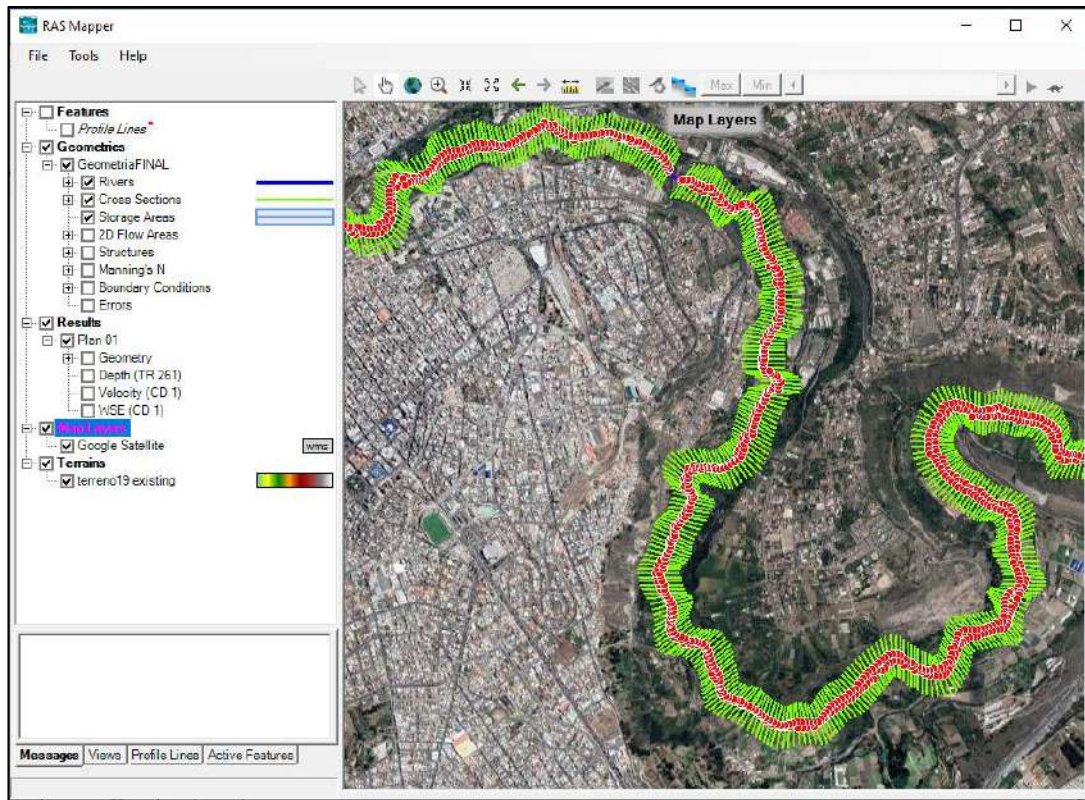 RAS Mapper
File Tools Help
Max Min
Map Layers
Features
Profile Lines
Geometries
GeometriaFINAL
Rivers
Cross Sections
Storage Areas
2D Flow Areas
Structures
Manning's N
Boundary Conditions
Errors
Results
Plan 01
Geometry
Depth (TR 261)
Velocity (CD 1)
WSE (CD 1)
Map Layers
Google Satellite wms
Terrains
terreno19 existing
Messages Views Profile Lines Active Features